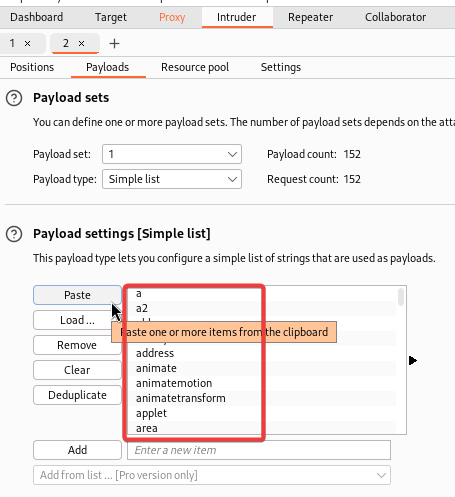 Dashboard Target Proxy Intruder Repeater Collaborator
1 × 2 × +
Positions Payloads Resource pool Settings
? Payload sets
You can define one or more payload sets. The number of payload sets depends on the
Payload set: 1 Payload count: 152
Payload type: Simple list Request count: 152
? Payload settings [Simple list]
This payload type lets you configure a simple list of strings that are used as payloads.
Paste
a
Load ...
a2
Paste one or more items from the clipboard
Remove
address
Clear
animate
animatemotion
Deduplicate
animatetransform
applet
area
Add Enter a new item
Add from list ... [Pro version only]